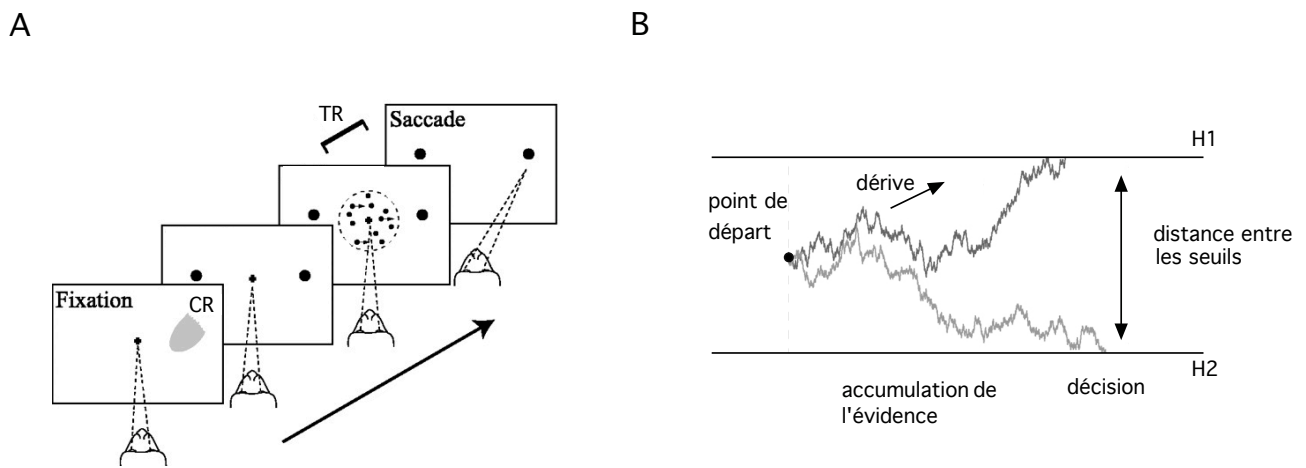 A
TR
Saccade
Fixation
CR
B
H1
dérive
point de
départ
distance entre
les seuils
H2
accumulation de
l'évidence
décision